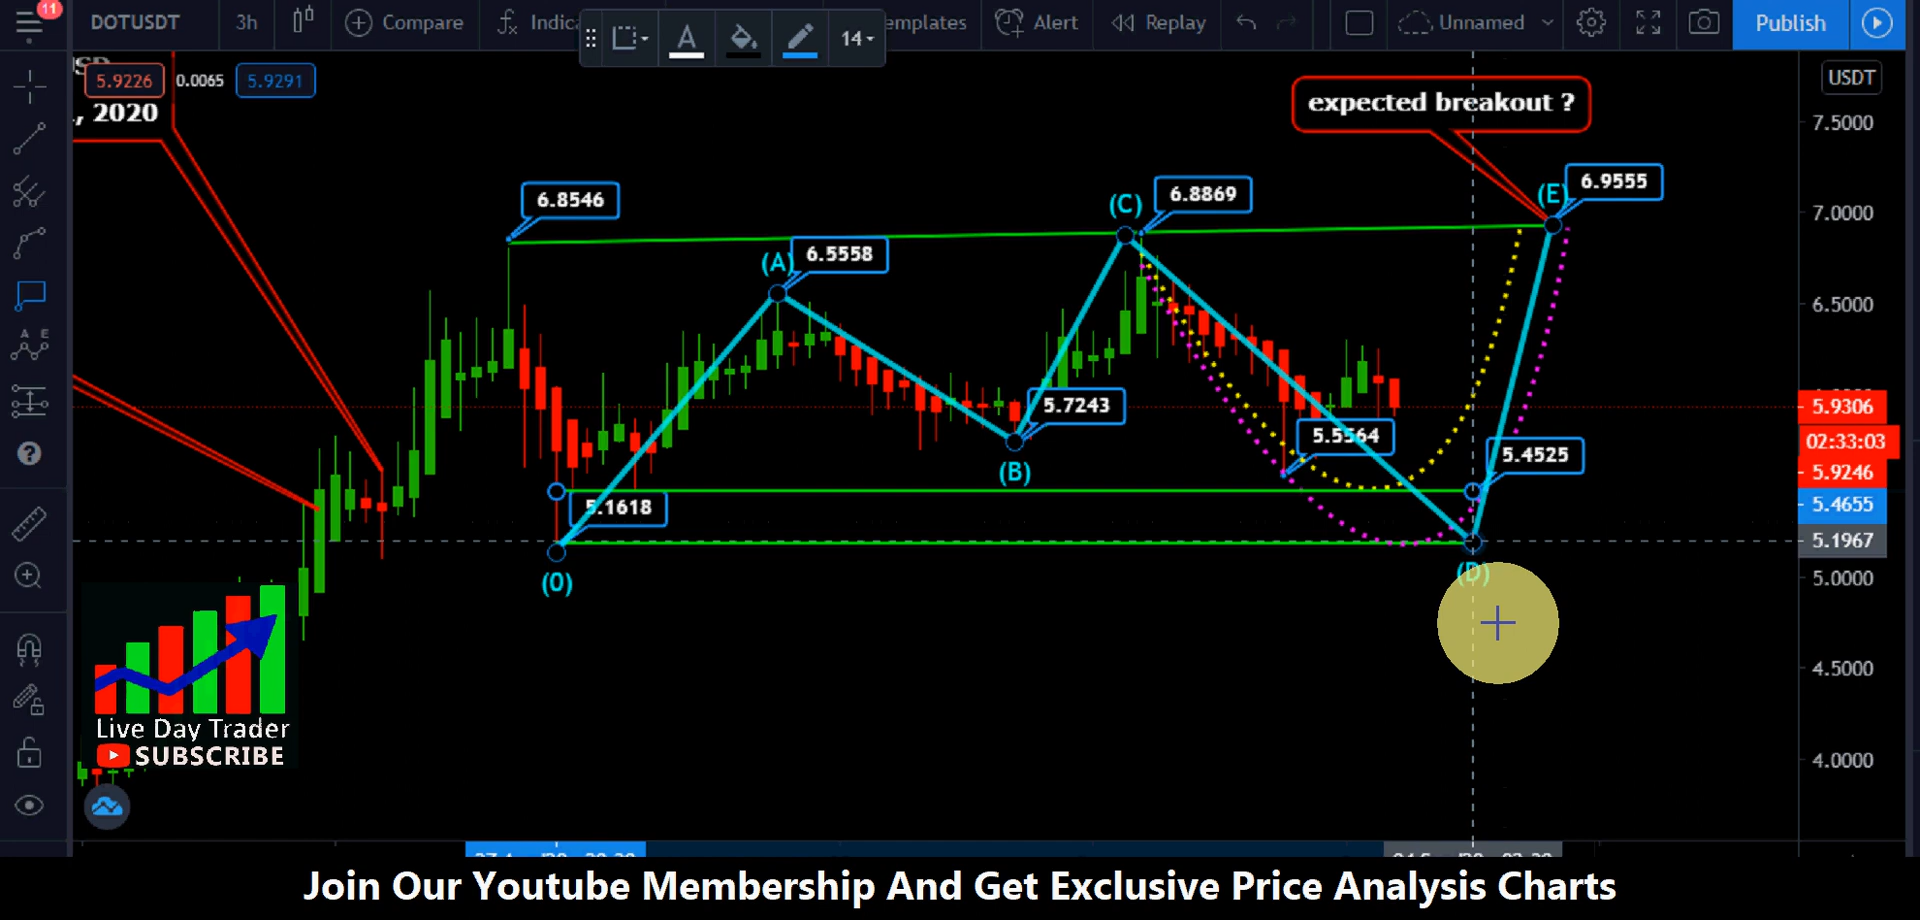 11
DOTUSDT
3h
Compare
Indica
14
emplates
Alert
Replay
Unnamed
Publish
5.9226
0.0065
5.9291
, 2020
expected breakout ?
USDT
7.5000
6.8546
(A)
6.5558
(C)
6.8869
(E)
6.9555
7.0000
6.5000
5.7243
(B)
5.5564
5.4525
5.9306
02:33:03
5.9246
5.4655
5.1967
5.1618
(0)
(D)
5.0000
4.5000
4.0000
Live Day Trader
SUBSCRIBE
Join Our Youtube Membership And Get Exclusive Price Analysis Charts